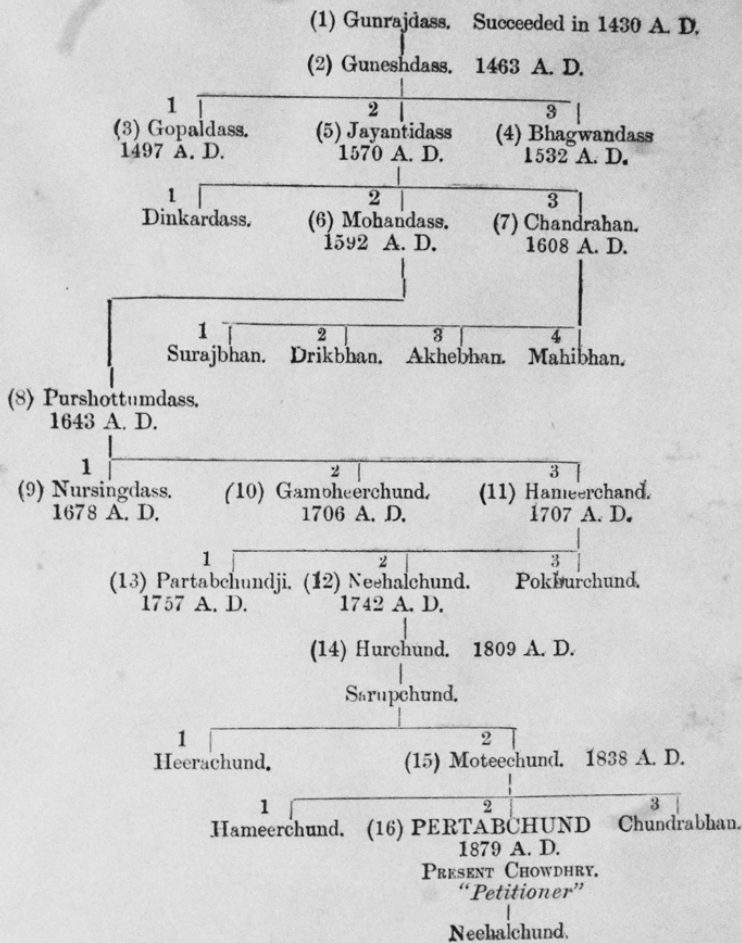 (1) Gunrajdass. Succeeded in 1430 A. D.
(2) Guneshdass. 1463 A. D.
1 2 3
(3) Gopaldass. (5) Jayantidass (4) Bhagwandass
1497 A. D. 1570 A. D. 1532 A. D.
1 2 3
Dinkardass. (6) Mohandass. (7) Chandrahan.
1592 A. D. 1608 A. D.
1 2 3 4
Surajbhan. Drikbhan. Akhebhan. Mahibhan.
(8) Purshottumdass.
1643 A. D.
1 2 3
(9) Nursingdass. (10) Gamoheerchund. (11) Hameerchand.
1678 A. D. 1706 A. D. 1707 A. D.
1 2 3
(13) Partabchundji. (12) Neehalchund. Pokhurchund.
1757 A. D. 1742 A. D.
(14) Hurchund. 1809 A. D.
Sarupchund.
1 2
Heerachund. (15) Moteechund. 1838 A. D.
1 2 3
Hameerchund. (16) PERTABCHUND Chundrabhan.
1879 A. D.
PRESENT CHOWDHRY.
"Petitioner"
Neehalchund.